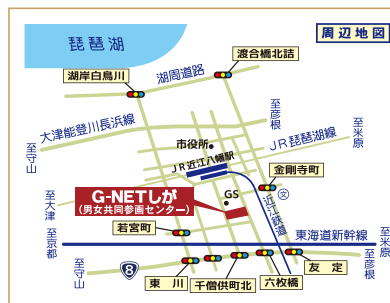 周辺地図
琵琶湖
渡合橋北詰
湖岸白鳥川
湖周道路
至彦根
大津能登川長浜線
至守山
市役所
JR琵琶湖線
至米原
JR近江八幡駅
金剛寺町
文
至大津
G-NETしが
(男女共同参画センター)
GS
近江鉄道
若宮町
東海道新幹線
至京都
至米原
8
友定
至彦根
至守山
東川
千僧供町北
六枚橋